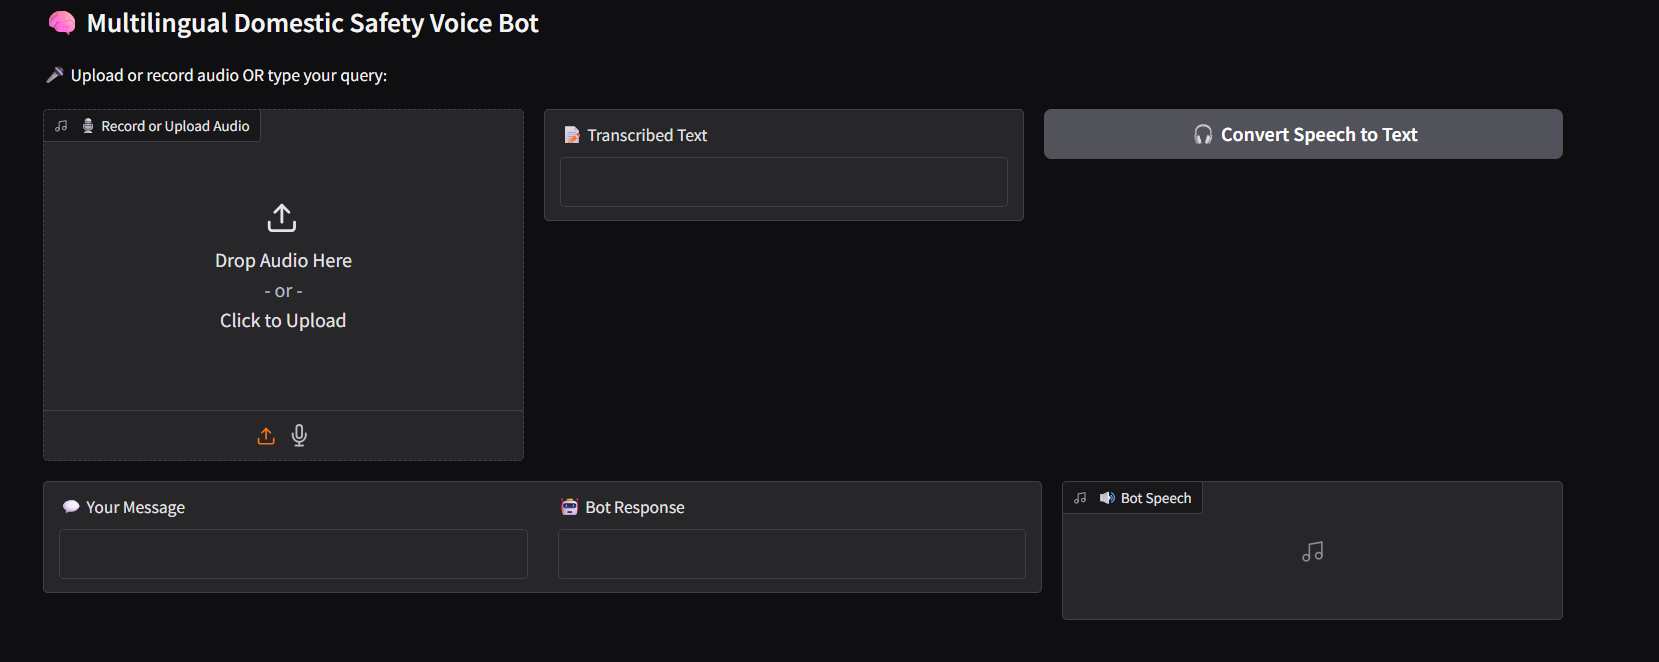 🧠 Multilingual Domestic Safety Voice Bot
🎤 Upload or record audio OR type your query:
🎙️ Record or Upload Audio
Drop Audio Here
- or -
Click to Upload
📝 Transcribed Text
🎧 Convert Speech to Text
💬 Your Message
🤖 Bot Response
🔊 Bot Speech